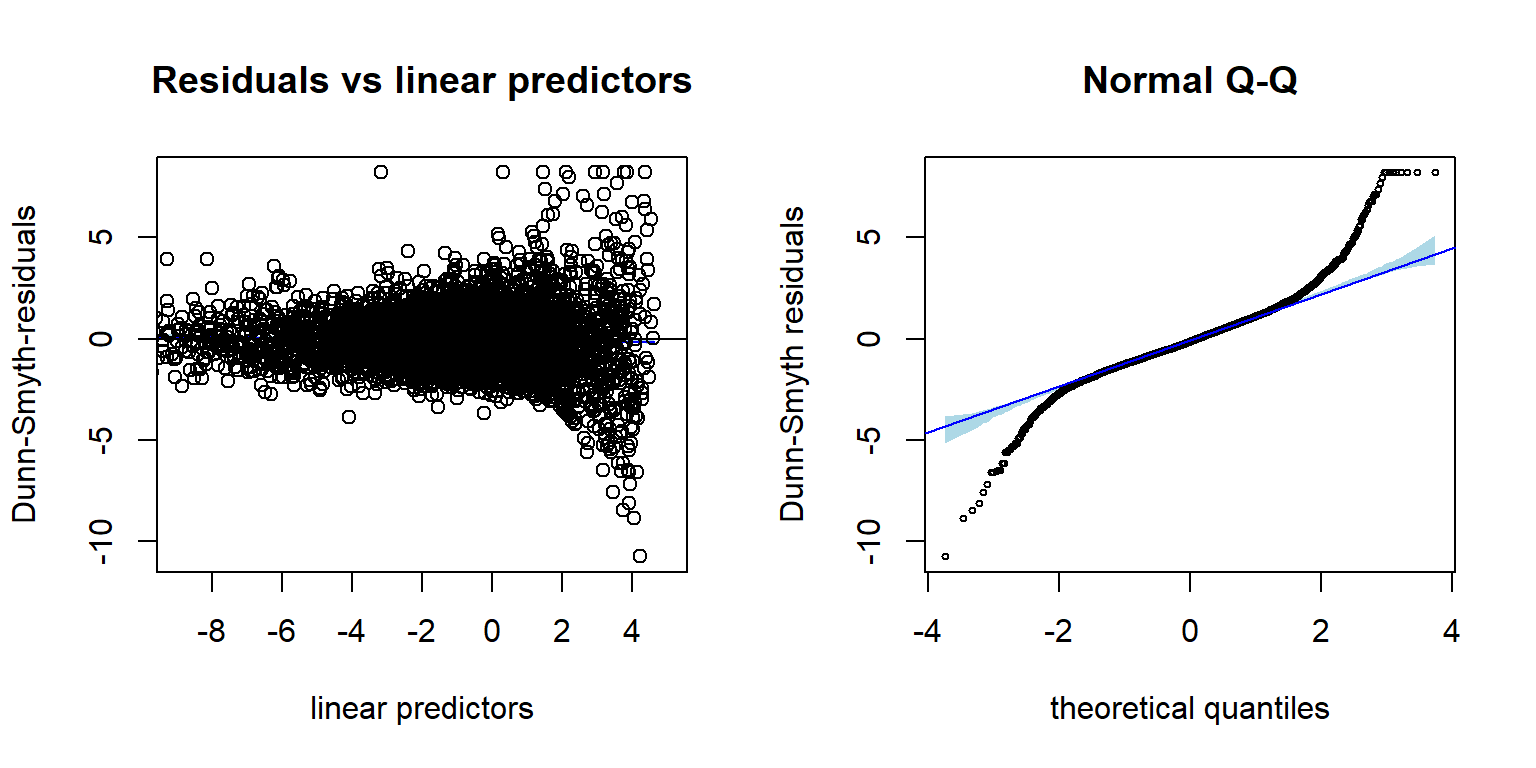 Residuals vs linear predictors
Dunn-Smyth-residuals
5
0
-5
-10
-8 -6 -4 -2 0 2 4
linear predictors
Normal Q-Q
Dunn-Smyth residuals
5
0
-5
-10
-4 -2 0 2 4
theoretical quantiles